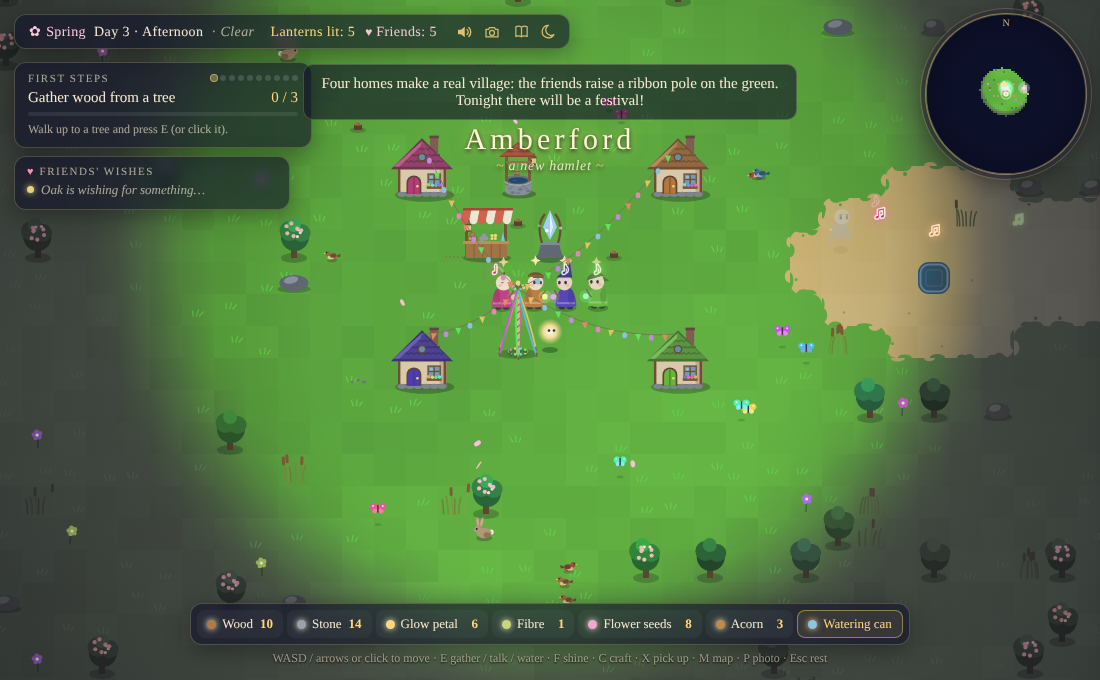 ✿ Spring Day 3 · Afternoon · Clear Lanterns lit: 5 ♥ Friends: 5
N
FIRST STEPS
Gather wood from a tree 0 / 3
Walk up to a tree and press E (or click it).
♥ FRIENDS' WISHES
Oak is wishing for something…
Four homes make a real village: the friends raise a ribbon pole on the green.
Tonight there will be a festival!
Amberford
~ a new hamlet ~
Wood 10 Stone 14 Glow petal 6 Fibre 1 Flower seeds 8 Acorn 3 Watering can
WASD / arrows or click to move · E gather / talk / water · F shine · C craft · X pick up · M map · P photo · Esc rest